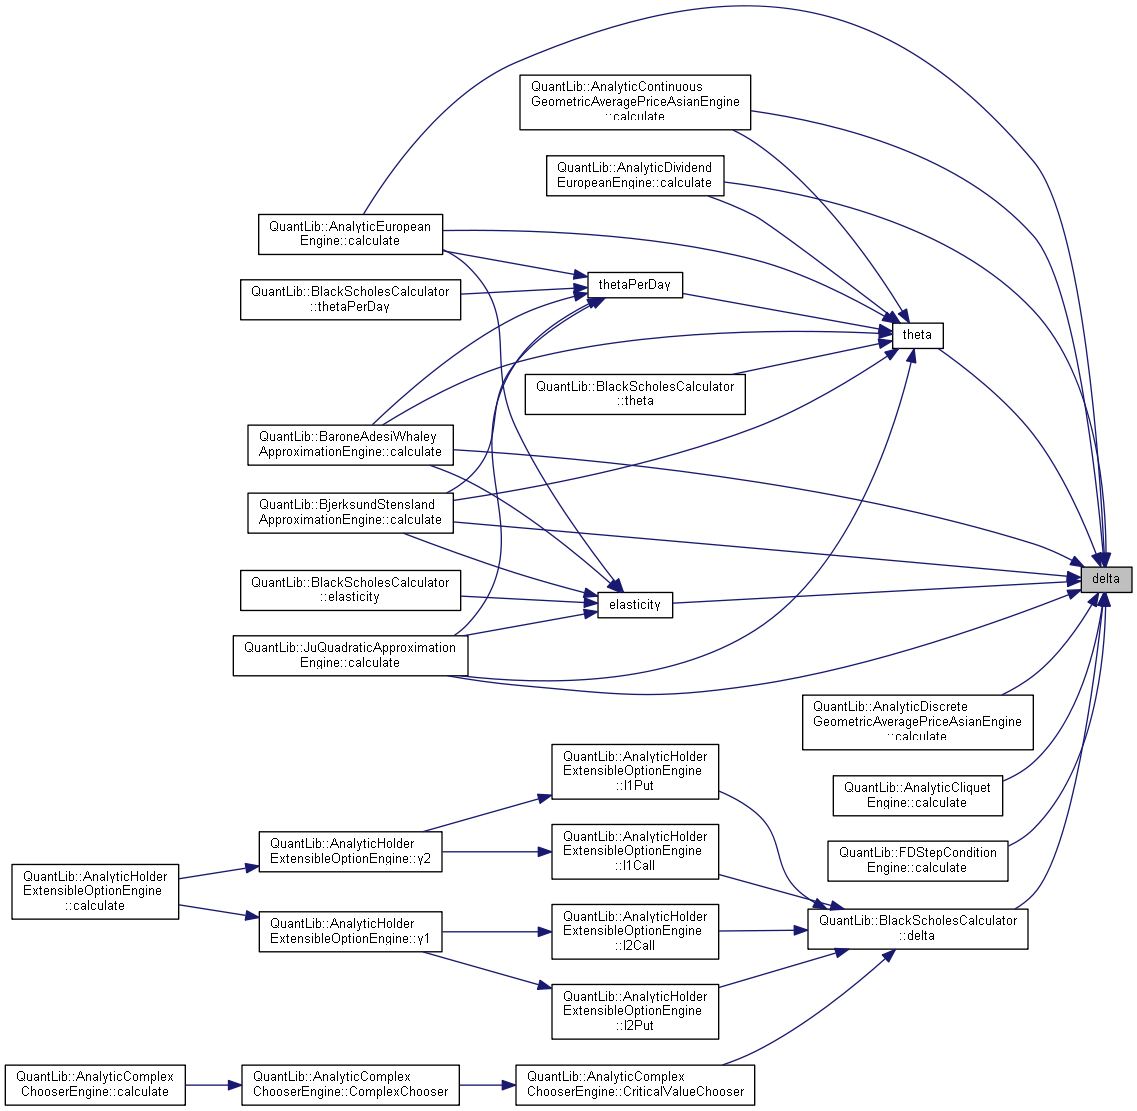 QuantLib::AnalyticContinuous
GeometricAveragePriceAsianEngine
::calculate
QuantLib::AnalyticDividend
EuropeanEngine::calculate
QuantLib::AnalyticEuropean
Engine::calculate
thetaPerDay
QuantLib::BlackScholesCalculator
::thetaPerDay
theta
QuantLib::BlackScholesCalculator
::theta
QuantLib::BaroneAdesiWhaley
ApproximationEngine::calculate
QuantLib::BjerksundStensland
ApproximationEngine::calculate
delta
QuantLib::BlackScholesCalculator
::elasticity
elasticity
QuantLib::JuQuadraticApproximation
Engine::calculate
QuantLib::AnalyticDiscrete
GeometricAveragePriceAsianEngine
::calculate
QuantLib::AnalyticHolder
ExtensibleOptionEngine
::I1Put
QuantLib::AnalyticCliquet
Engine::calculate
QuantLib::AnalyticHolder
ExtensibleOptionEngine::y2
QuantLib::AnalyticHolder
ExtensibleOptionEngine
::I1Call
QuantLib::FDStepCondition
Engine::calculate
QuantLib::AnalyticHolder
ExtensibleOptionEngine
::calculate
QuantLib::AnalyticHolder
ExtensibleOptionEngine::y1
QuantLib::AnalyticHolder
ExtensibleOptionEngine
::I2Call
QuantLib::BlackScholesCalculator
::delta
QuantLib::AnalyticHolder
ExtensibleOptionEngine
::I2Put
QuantLib::AnalyticComplex
ChooserEngine::calculate
QuantLib::AnalyticComplex
ChooserEngine::ComplexChooser
QuantLib::AnalyticComplex
ChooserEngine::CriticalValueChooser